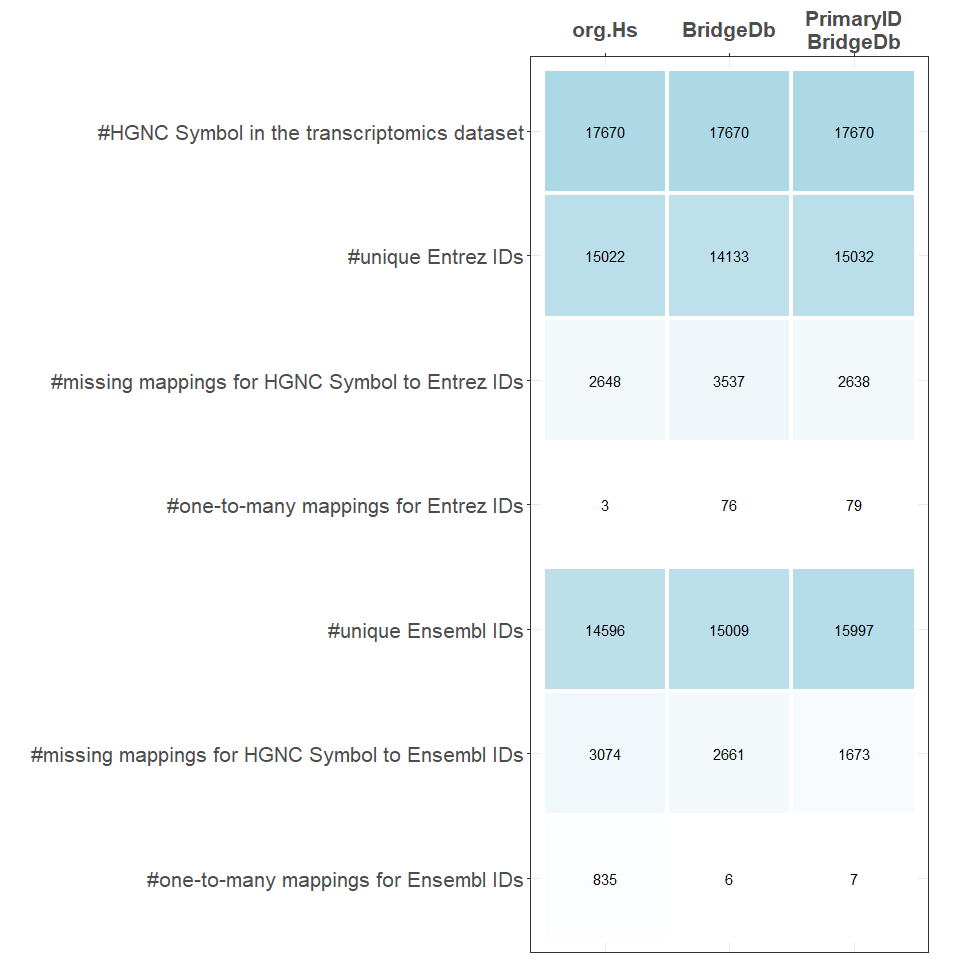 org.Hs BridgeDb PrimaryID
BridgeDb
#HGNC Symbol in the transcriptomics dataset 17670 17670 17670
#unique Entrez IDs 15022 14133 15032
#missing mappings for HGNC Symbol to Entrez IDs 2648 3537 2638
#one-to-many mappings for Entrez IDs 3 76 79
#unique Ensembl IDs 14596 15009 15997
#missing mappings for HGNC Symbol to Ensembl IDs 3074 2661 1673
#one-to-many mappings for Ensembl IDs 835 6 7